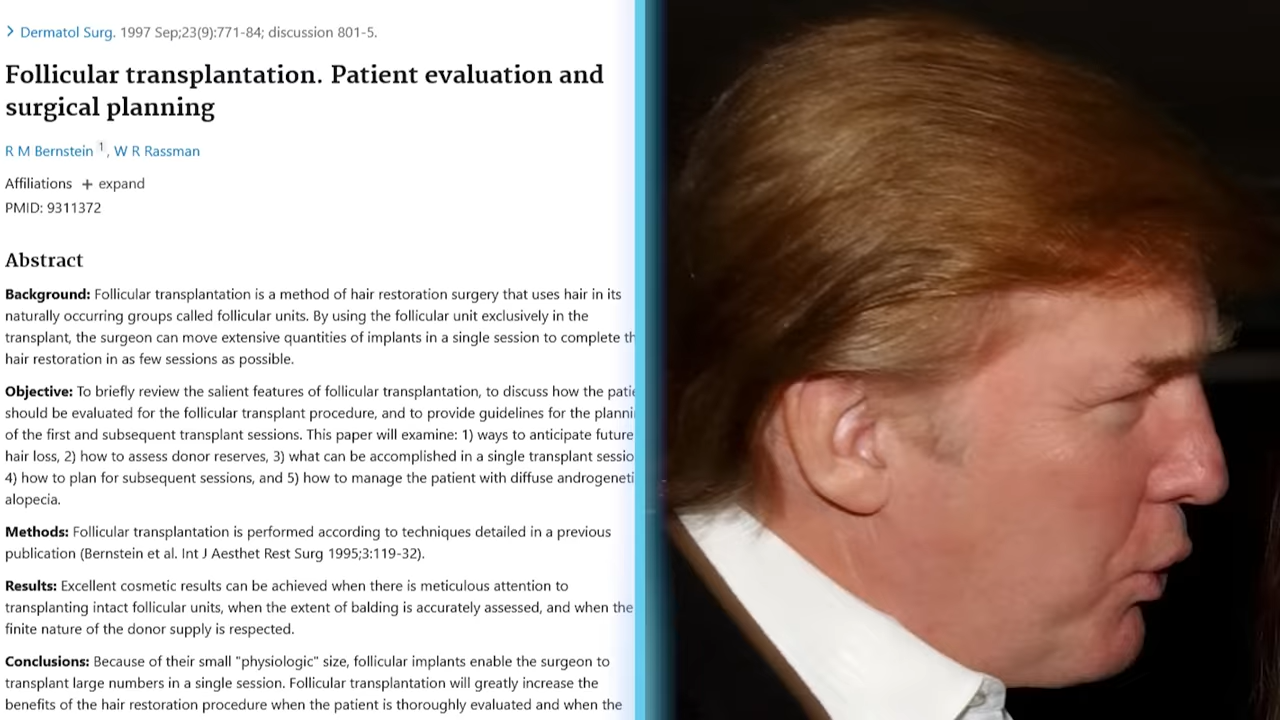 Dermatol Surg. 1997 Sep;23(9):771-84; discussion 801-5.
Follicular transplantation. Patient evaluation and
surgical planning
R M Bernstein 1, W R Rassman
Affiliations + expand
PMID: 9311372
Abstract
Background: Follicular transplantation is a method of hair restoration surgery that uses hair in its
naturally occurring groups called follicular units. By using the follicular unit exclusively in the
transplant, the surgeon can move extensive quantities of implants in a single session to complete th
hair restoration in as few sessions as possible.
Objective: To briefly review the salient features of follicular transplantation, to discuss how the patie
should be evaluated for the follicular transplant procedure, and to provide guidelines for the planni
of the first and subsequent transplant sessions. This paper will examine: 1) ways to anticipate future
hair loss, 2) how to assess donor reserves, 3) what can be accomplished in a single transplant sessio
4) how to plan for subsequent sessions, and 5) how to manage the patient with diffuse androgeneti
alopecia.
Methods: Follicular transplantation is performed according to techniques detailed in a previous
publication (Bernstein et al. Int J Aesthet Rest Surg 1995;3:119-32).
Results: Excellent cosmetic results can be achieved when there is meticulous attention to
transplanting intact follicular units, when the extent of balding is accurately assessed, and when the
finite nature of the donor supply is respected.
Conclusions: Because of their small "physiologic" size, follicular implants enable the surgeon to
transplant large numbers in a single session. Follicular transplantation will greatly increase the
benefits of the hair restoration procedure when the patient is thoroughly evaluated and when the